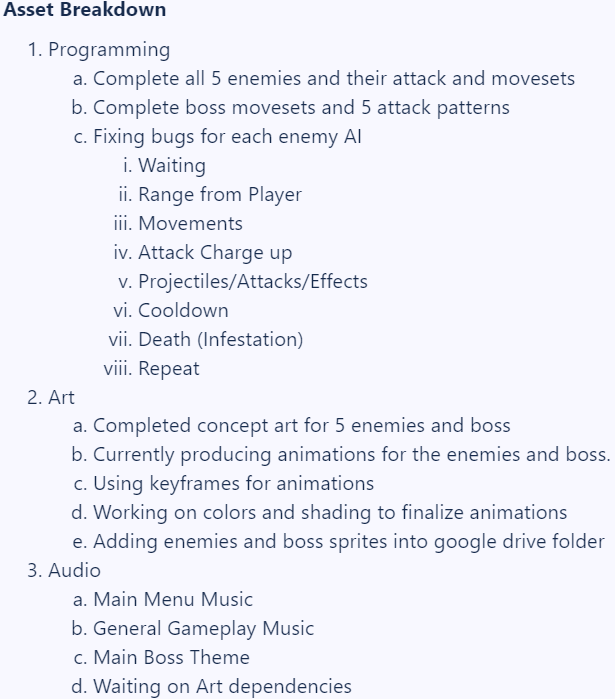 Asset Breakdown
1. Programming
a. Complete all 5 enemies and their attack and movesets
b. Complete boss movesets and 5 attack patterns
c. Fixing bugs for each enemy AI
i. Waiting
ii. Range from Player
iii. Movements
iv. Attack Charge up
v. Projectiles/Attacks/Effects
vi. Cooldown
vii. Death (Infestation)
viii. Repeat
2. Art
a. Completed concept art for 5 enemies and boss
b. Currently producing animations for the enemies and boss.
c. Using keyframes for animations
d. Working on colors and shading to finalize animations
e. Adding enemies and boss sprites into google drive folder
3. Audio
a. Main Menu Music
b. General Gameplay Music
c. Main Boss Theme
d. Waiting on Art dependencies